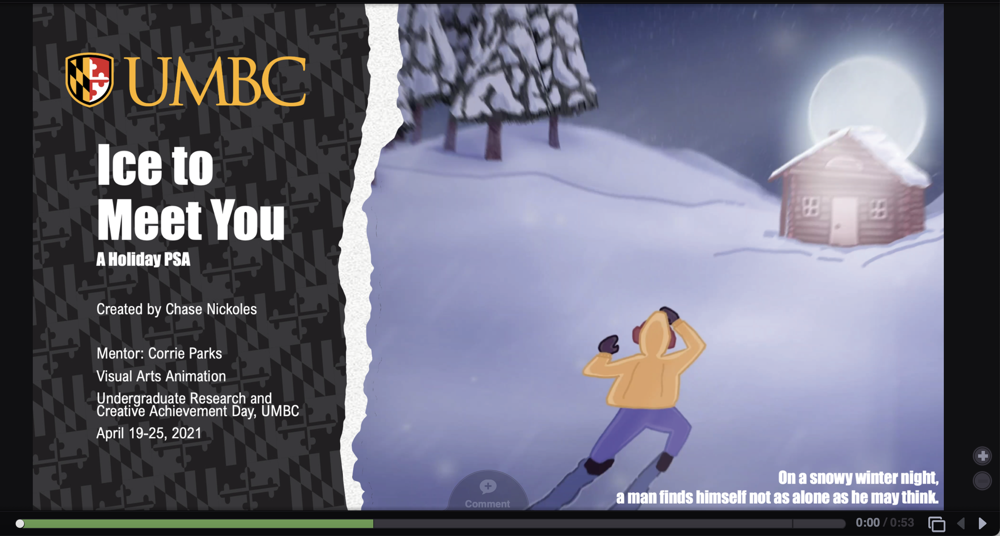 UMBC
Ice to
Meet You
A Holiday PSA
Created by Chase Nickoles
Mentor: Corrie Parks
Visual Arts Animation
Undergraduate Research and
Creative Achievement Day, UMBC
April 19-25, 2021
On a snowy winter night,
a man finds himself not as alone as he may think.
Comment
0:00 / 0:53